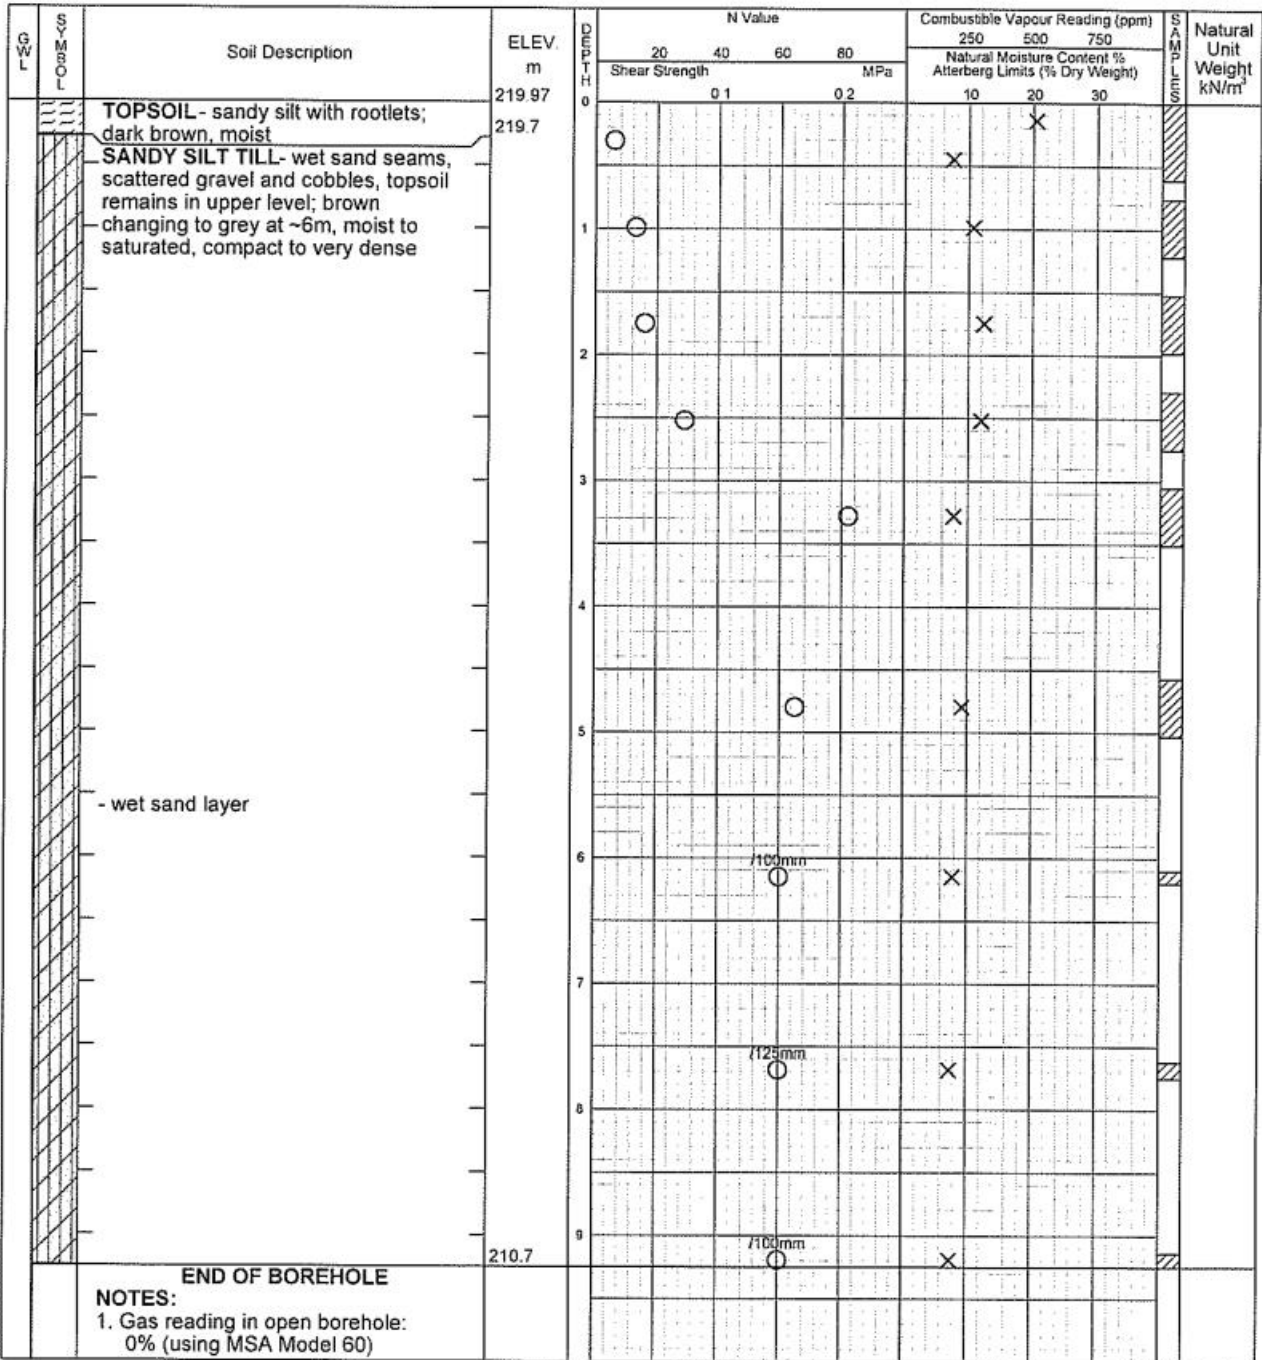 GWL
SYMBOL
Soil Description
ELEV.
m
DEPTH
N Value
20 40 60 80
Shear Strength MPa
0.1 0.2
Combustible Vapour Reading (ppm)
250 500 750
Natural Moisture Content %
Atterberg Limits (% Dry Weight)
10 20 30
SAMPLES
Natural
Unit
Weight
kN/m³
219.97
0
TOPSOIL- sandy silt with rootlets;
dark brown, moist
219.7
SANDY SILT TILL- wet sand seams,
scattered gravel and cobbles, topsoil
remains in upper level; brown
changing to grey at ~6m, moist to
saturated, compact to very dense
1
2
3
4
5
- wet sand layer
6
/100mm
7
/125mm
8
9
/100mm
210.7
END OF BOREHOLE
NOTES:
1. Gas reading in open borehole:
0% (using MSA Model 60)